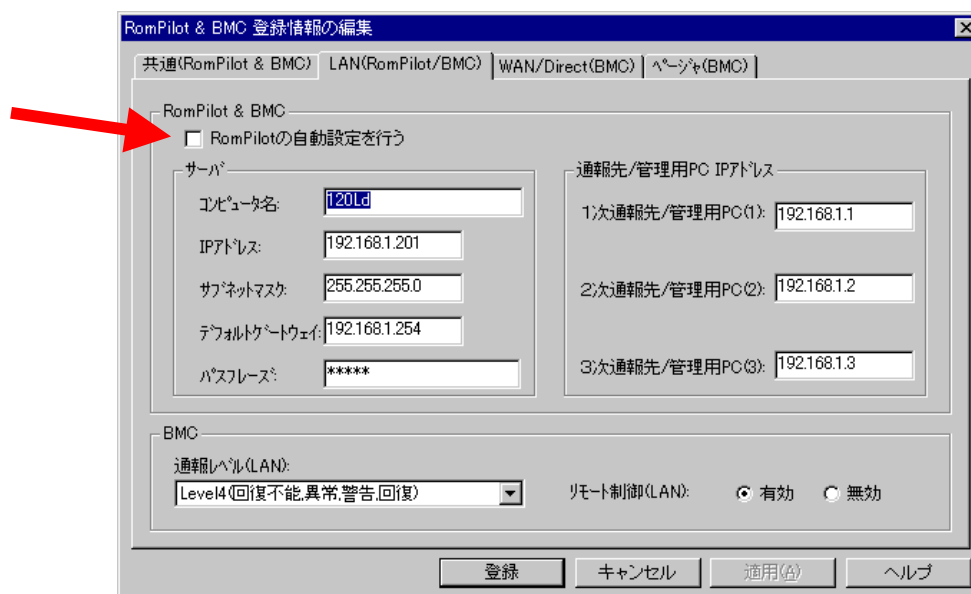 RomPilot & BMC 登録情報の編集
共通(RomPilot & BMC) LAN(RomPilot/BMC) WAN/Direct(BMC) ﾍﾟｰｼﾞｬ(BMC)
RomPilot & BMC
RomPilotの自動設定を行う
ｻｰﾊﾞ
ｺﾝﾋﾟｭｰﾀ名: 120Ld
IPｱﾄﾞﾚｽ: 192.168.1.201
ｻﾌﾞﾈｯﾄﾏｽｸ: 255.255.255.0
ﾃﾞﾌｫﾙﾄｹﾞｰﾄｳｪｲ: 192.168.1.254
ﾊﾟｽﾌﾚｰｽﾞ: *****
通報先/管理用PC IPｱﾄﾞﾚｽ
1次通報先/管理用PC(1): 192.168.1.1
2次通報先/管理用PC(2): 192.168.1.2
3次通報先/管理用PC(3): 192.168.1.3
BMC
通報ﾚﾍﾞﾙ(LAN):
Level4(回復不能,異常,警告,回復)
ﾘﾓｰﾄ制御(LAN): 有効 無効
登録 キャンセル 適用(A) ヘルプ